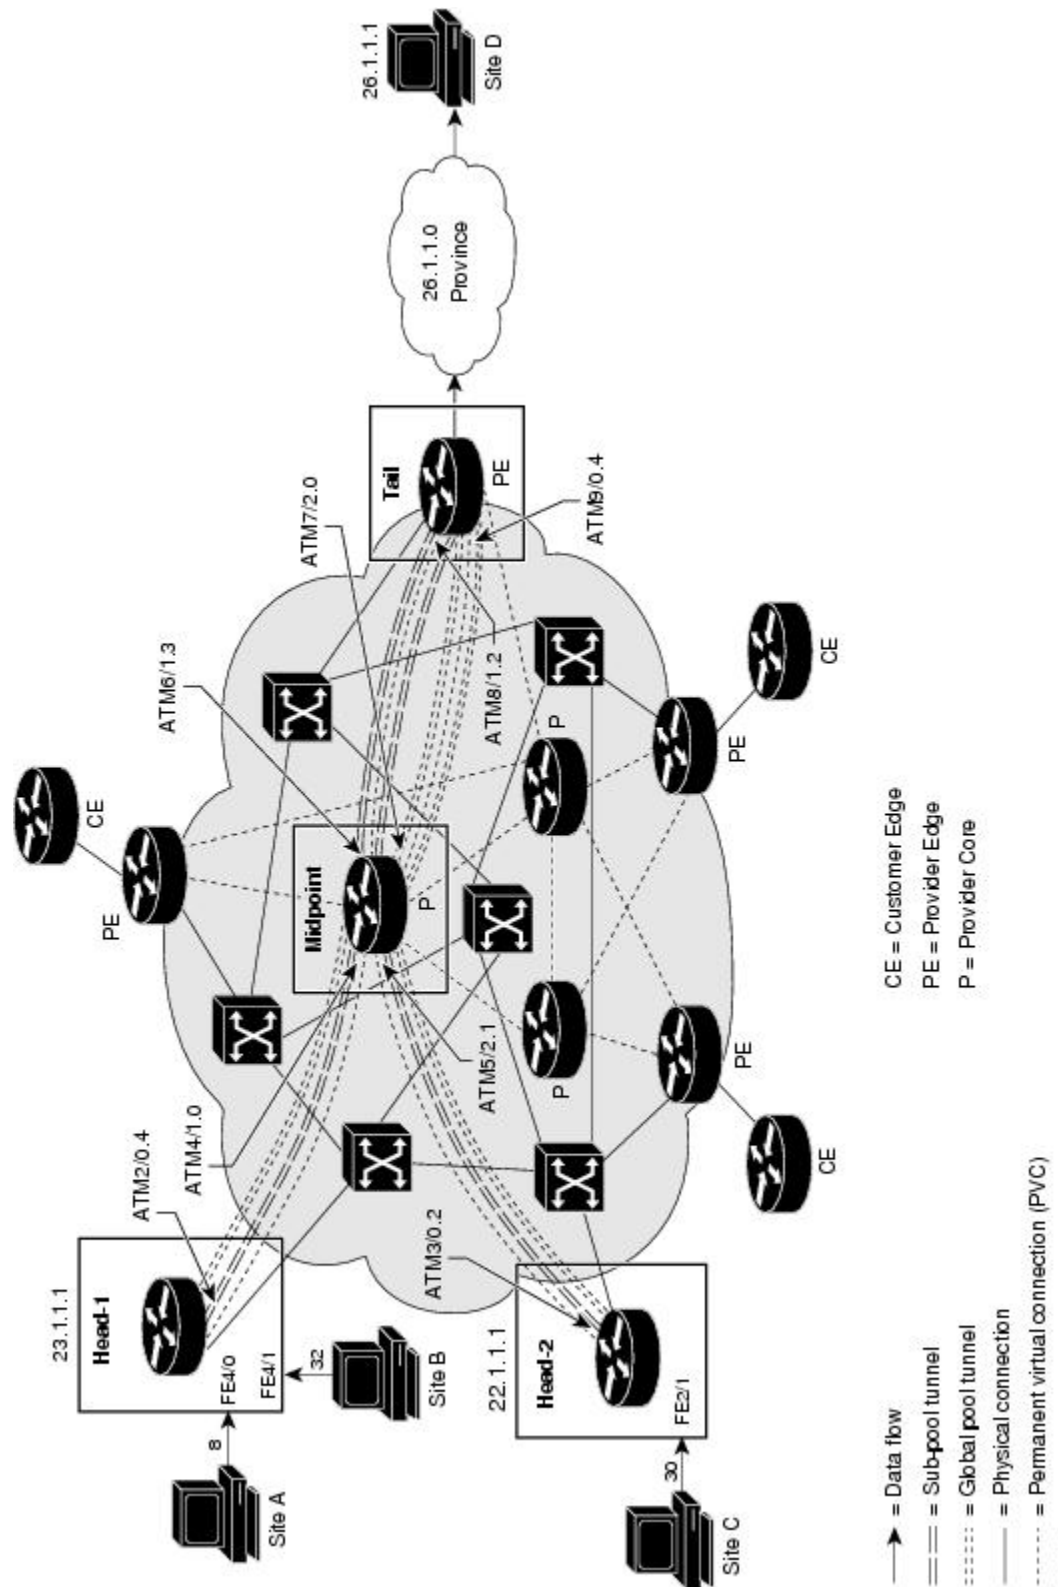 23.1.1.1
Head-1
FE4/0
FE4/1
8
Site A
32
Site B
ATM2/0.4
ATM4/1.0
CE
PE
Midpoint
P
ATM6/1.3
ATM7/2.0
Tail
PE
26.1.1.0
Province
26.1.1.1
Site D
ATM8/1.2
ATM9/0.4
ATM5/2.1
ATM3/0.2
22.1.1.1
Head-2
FE2/1
30
Site C
P
P
PE
CE
PE
CE
= Data flow
= Sub-pool tunnel
= Global pool tunnel
= Physical connection
= Permanent virtual connection (PVC)
CE = Customer Edge
PE = Provider Edge
P = Provider Core